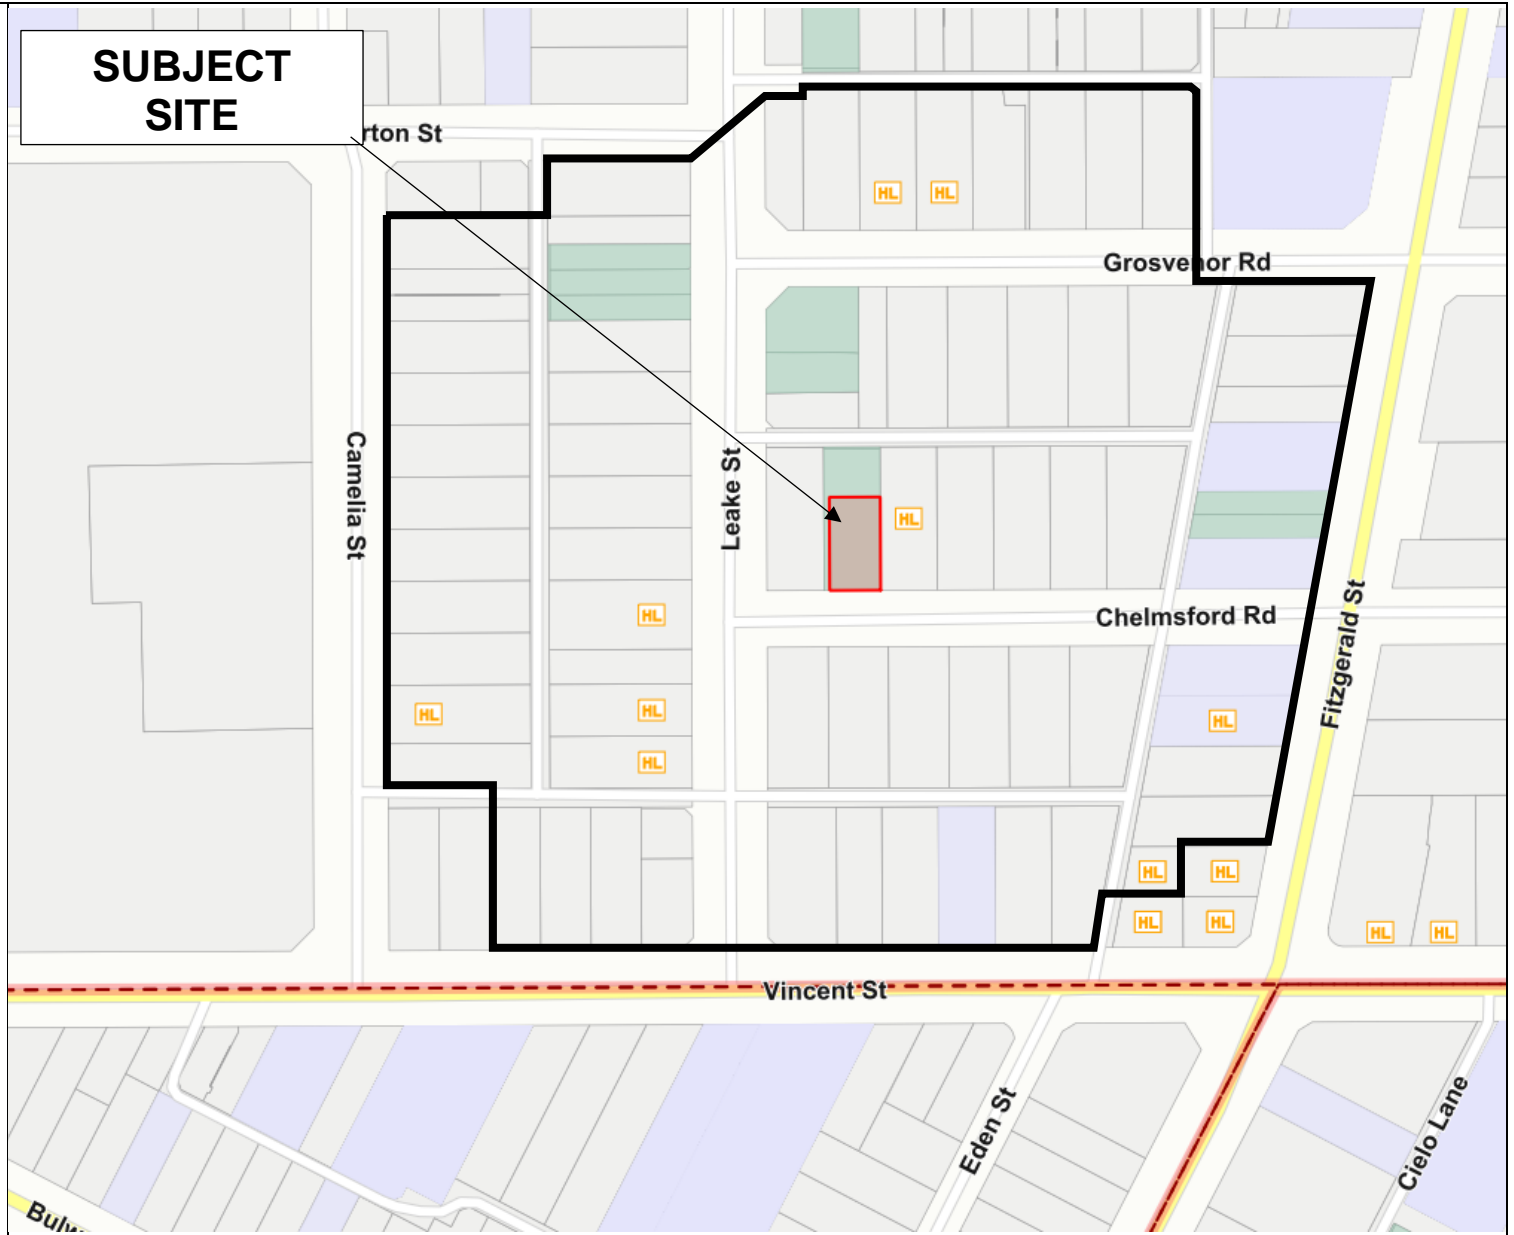 SUBJECT
SITE
rton St
HL
HL
Grosvenor Rd
Camelia St
Leake St
HL
HL
Chelmsford Rd
Fitzgerald St
HL
HL
HL
HL
HL
HL
HL
HL
HL
HL
Vincent St
Eden St
Cielo Lane
Bulw